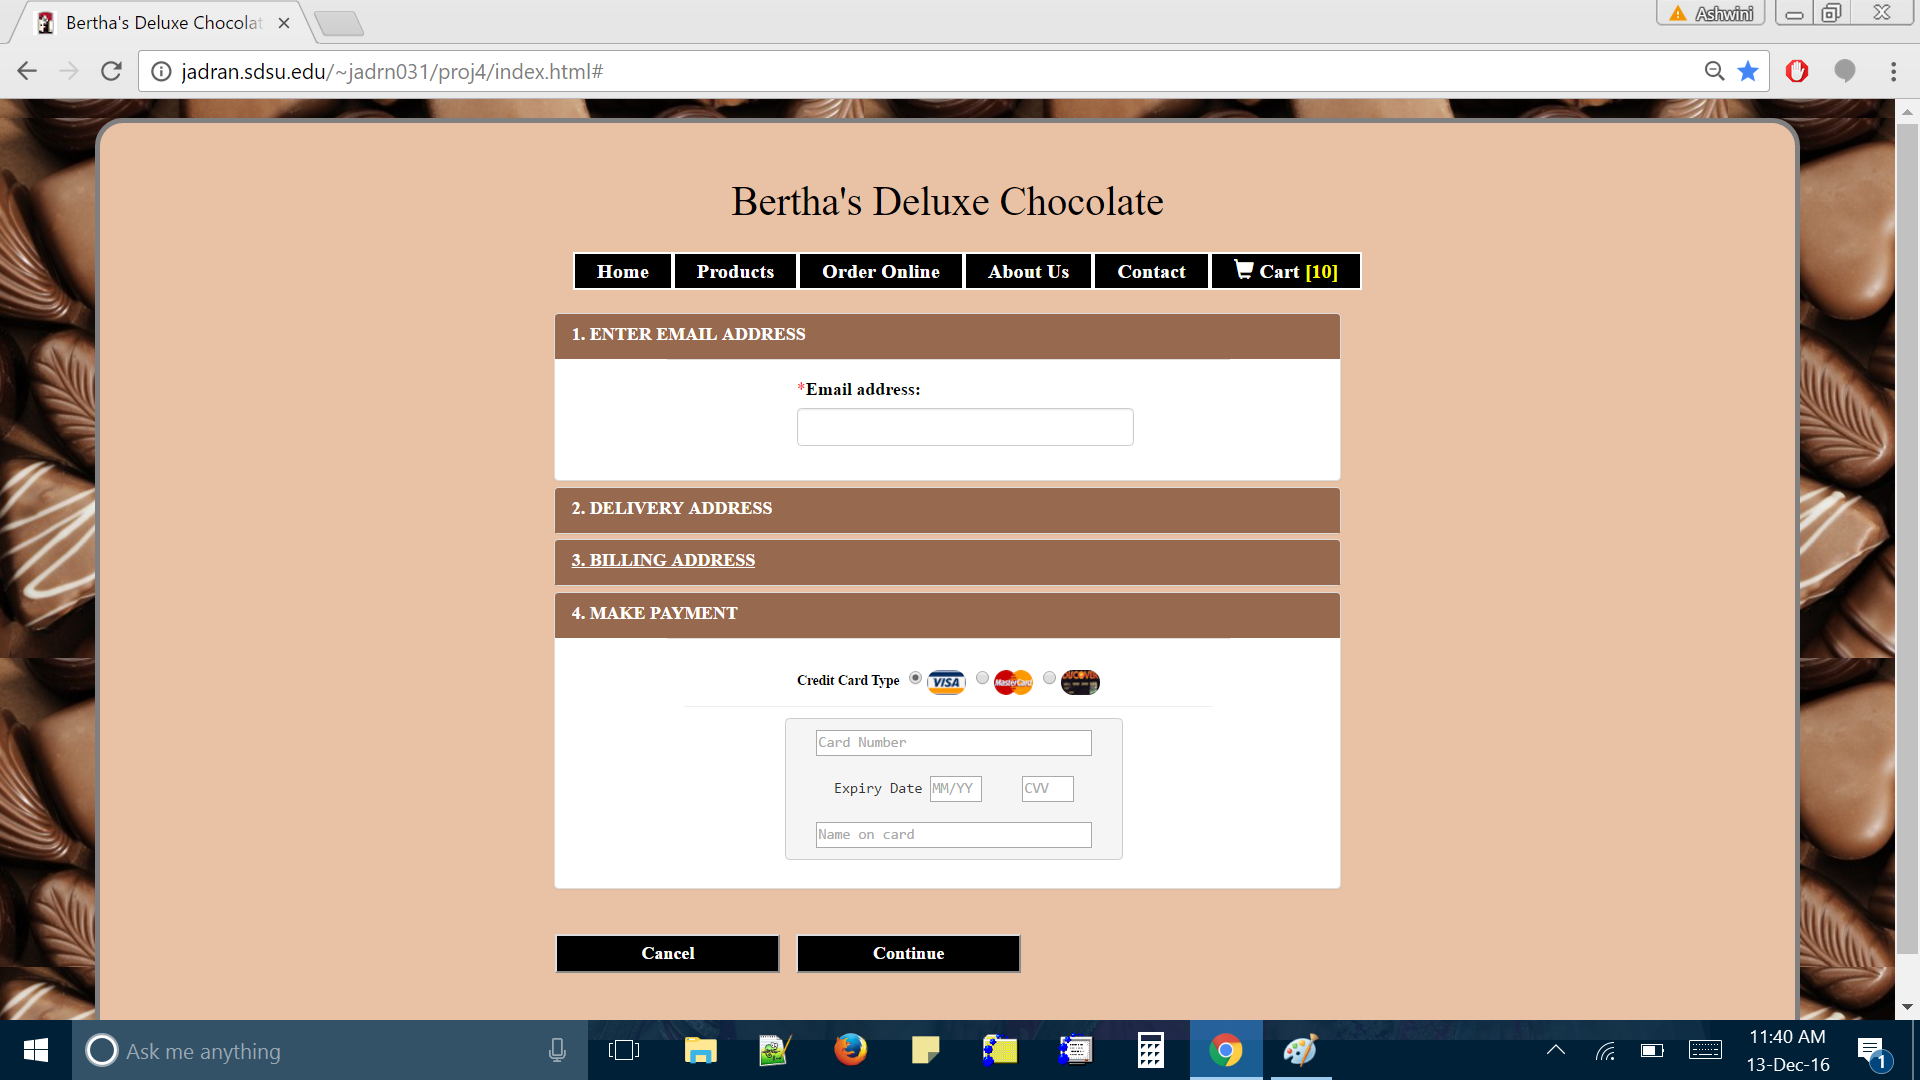 Bertha's Deluxe Chocolat
Ashwini
jadran.sdsu.edu/~jadrn031/proj4/index.html#
Bertha's Deluxe Chocolate
Home Products Order Online About Us Contact Cart [10]
1. ENTER EMAIL ADDRESS
*Email address:
2. DELIVERY ADDRESS
3. BILLING ADDRESS
4. MAKE PAYMENT
Credit Card Type VISA MasterCard
Card Number
Expiry Date MM/YY CVV
Name on card
Cancel Continue
Ask me anything
11:40 AM
13-Dec-16
1